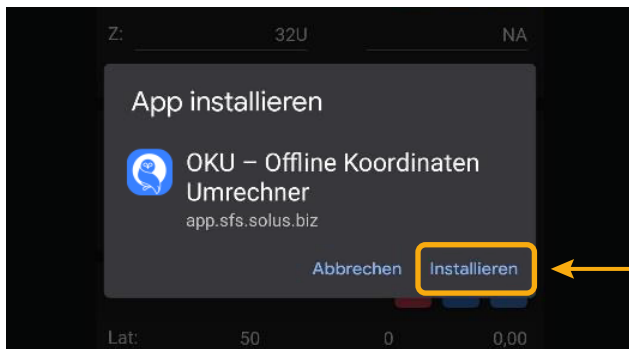 Z: 32U NA
App installieren
OKU – Offline Koordinaten
Umrechner
app.sfs.solus.biz
Abbrechen Installieren
Lat: 50 0 0,00